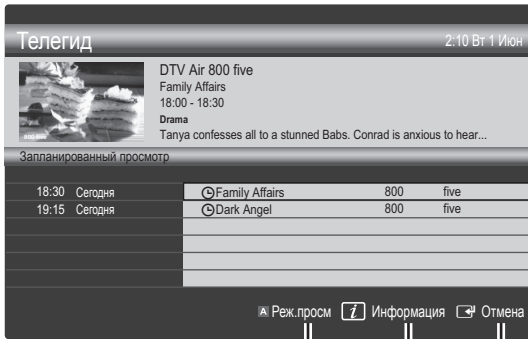 Телегид 2:10 Вт 1 Июн
DTV Air 800 five
Family Affairs
18:00 - 18:30
Drama
Tanya confesses all to a stunned Babs. Conrad is anxious to hear...
Запланированный просмотр
18:30 Сегодня Family Affairs 800 five
19:15 Сегодня Dark Angel 800 five
A Реж.просм i Информация Отмена